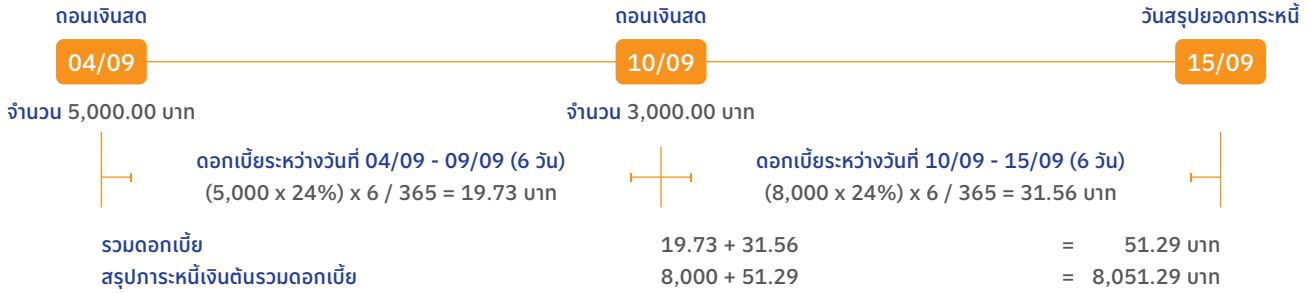 ถอนเงินสด ถอนเงินสด วันสรุปยอดภาระหนี้
04/09 10/09 15/09
จำนวน 5,000.00 บาท จำนวน 3,000.00 บาท
ดอกเบี้ยระหว่างวันที่ 04/09 - 09/09 (6 วัน) ดอกเบี้ยระหว่างวันที่ 10/09 - 15/09 (6 วัน)
(5,000 x 24%) x 6 / 365 = 19.73 บาท (8,000 x 24%) x 6 / 365 = 31.56 บาท
รวมดอกเบี้ย 19.73 + 31.56 = 51.29 บาท
สรุปภาระหนี้เงินต้นรวมดอกเบี้ย 8,000 + 51.29 = 8,051.29 บาท